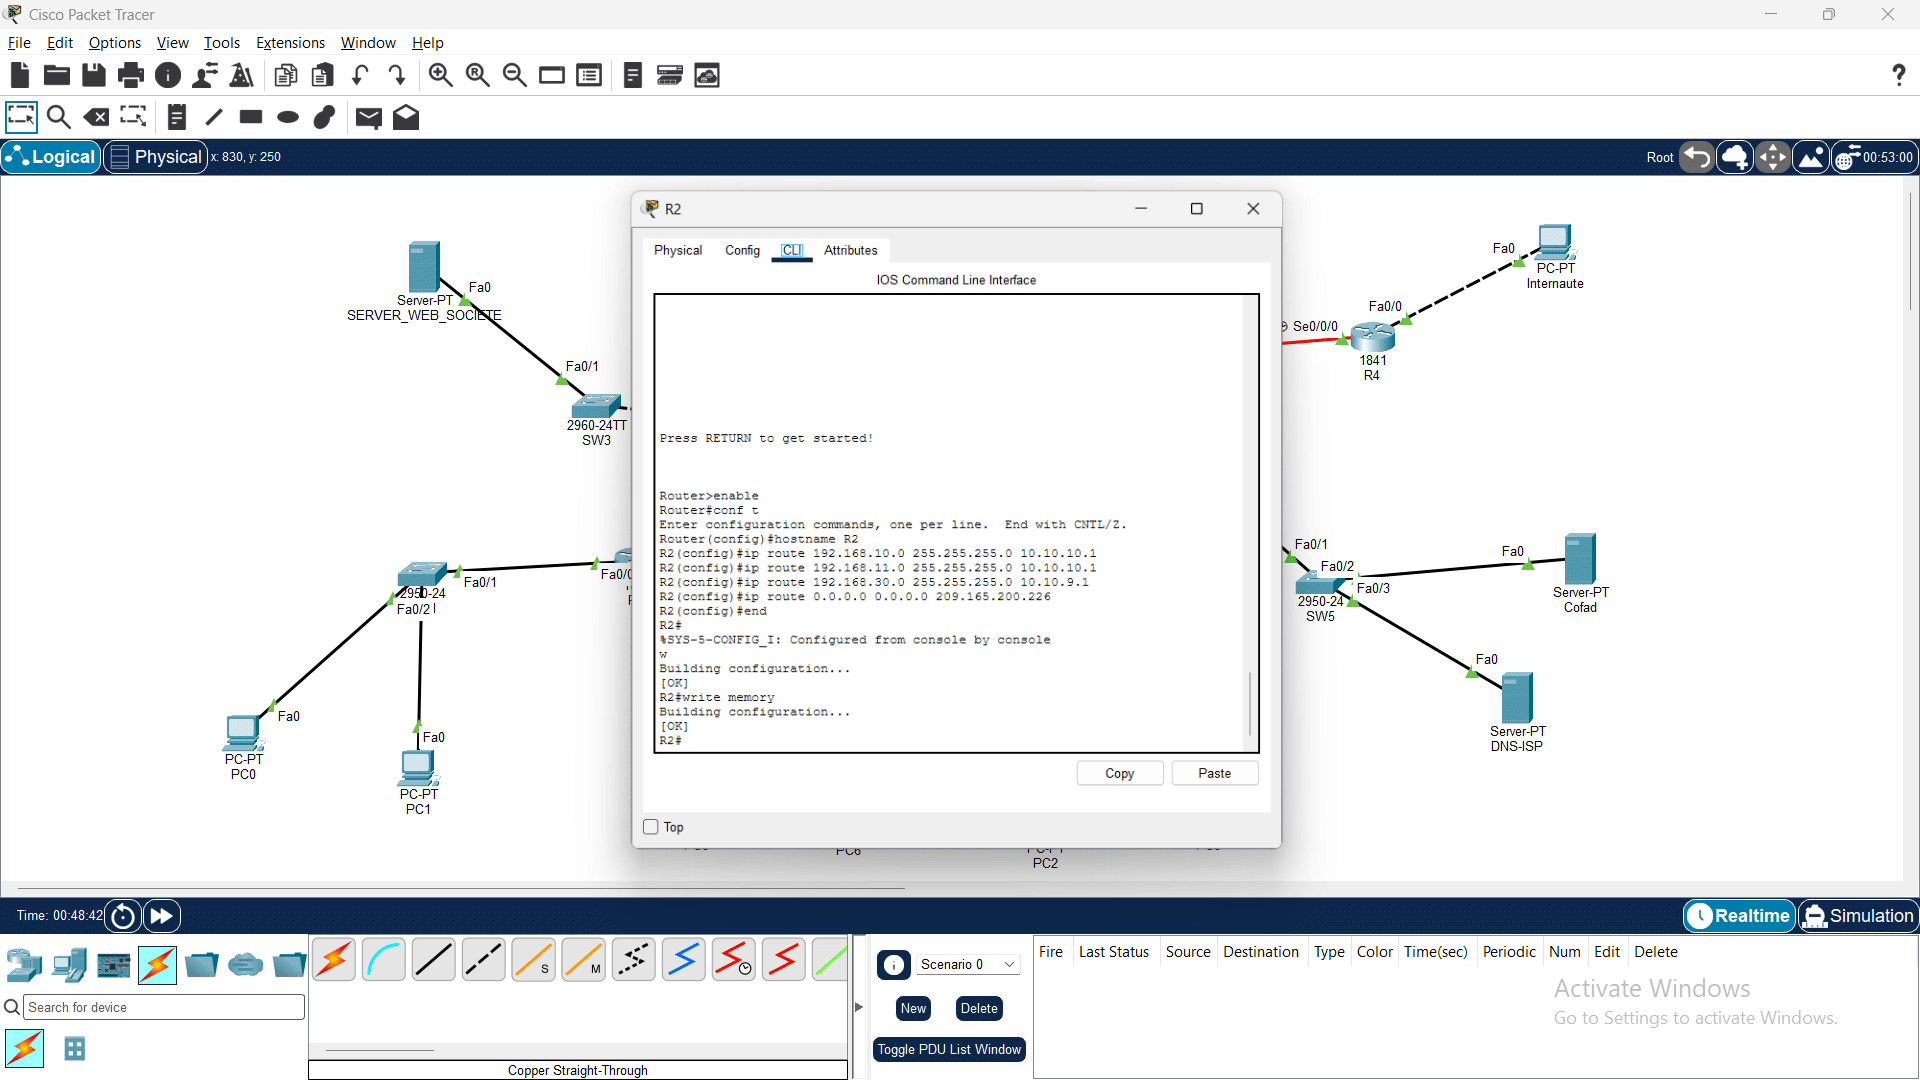 Cisco Packet Tracer
File Edit Options View Tools Extensions Window Help
Logical Physical x: 830, y: 250
Root 00:53:00
R2
Physical Config CLI Attributes
IOS Command Line Interface
Press RETURN to get started!
Router>enable
Router#conf t
Enter configuration commands, one per line.  End with CNTL/Z.
Router(config)#hostname R2
R2(config)#ip route 192.168.10.0 255.255.255.0 10.10.10.1
R2(config)#ip route 192.168.11.0 255.255.255.0 10.10.10.1
R2(config)#ip route 192.168.30.0 255.255.255.0 10.10.9.1
R2(config)#ip route 0.0.0.0 0.0.0.0 209.165.200.226
R2(config)#end
R2#
%SYS-5-CONFIG_I: Configured from console by console
w
Building configuration...
[OK]
R2#write memory
Building configuration...
[OK]
R2#
Copy Paste
Top
Fa0
Server-PT
SERVER_WEB_SOCIETE
Fa0/1
2960-24TT
SW3
Fa0/1
2950-24
Fa0/2
Fa0/0
Fa0
PC-PT
PC0
Fa0
PC-PT
PC1
Fa0
PC-PT
Internaute
Fa0/0
Se0/0/0
1841
R4
Fa0/1
Fa0/2
Fa0/3
2950-24
SW5
Fa0
Server-PT
Cofad
Fa0
Server-PT
DNS-ISP
PC6
PC-PT
PC2
Time: 00:48:42
Realtime Simulation
Search for device
S M
Copper Straight-Through
Scenario 0
New Delete
Toggle PDU List Window
Fire Last Status Source Destination Type Color Time(sec) Periodic Num Edit Delete
Activate Windows
Go to Settings to activate Windows.